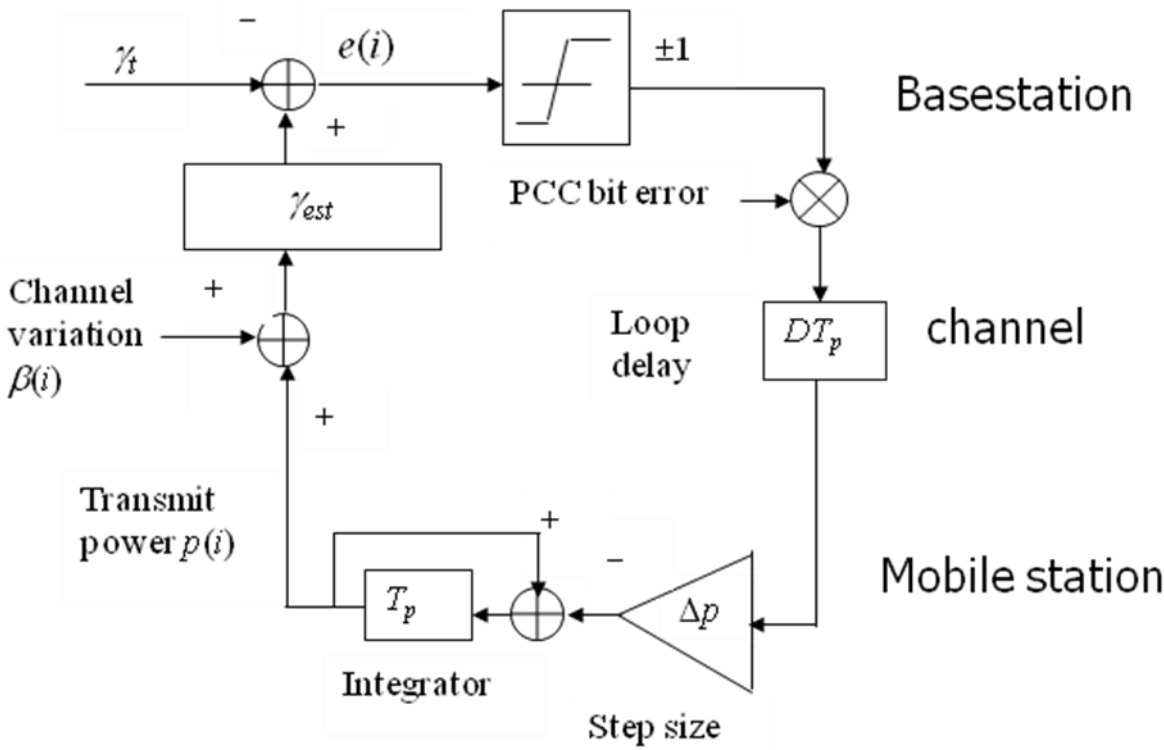 −
γt
e(i)
±1
Basestation
+
PCC bit error
γest
Channel
variation
β(i)
+
Loop
delay
DTp
channel
+
Transmit
power p(i)
+
−
Mobile station
Tp
Δp
Integrator
Step size